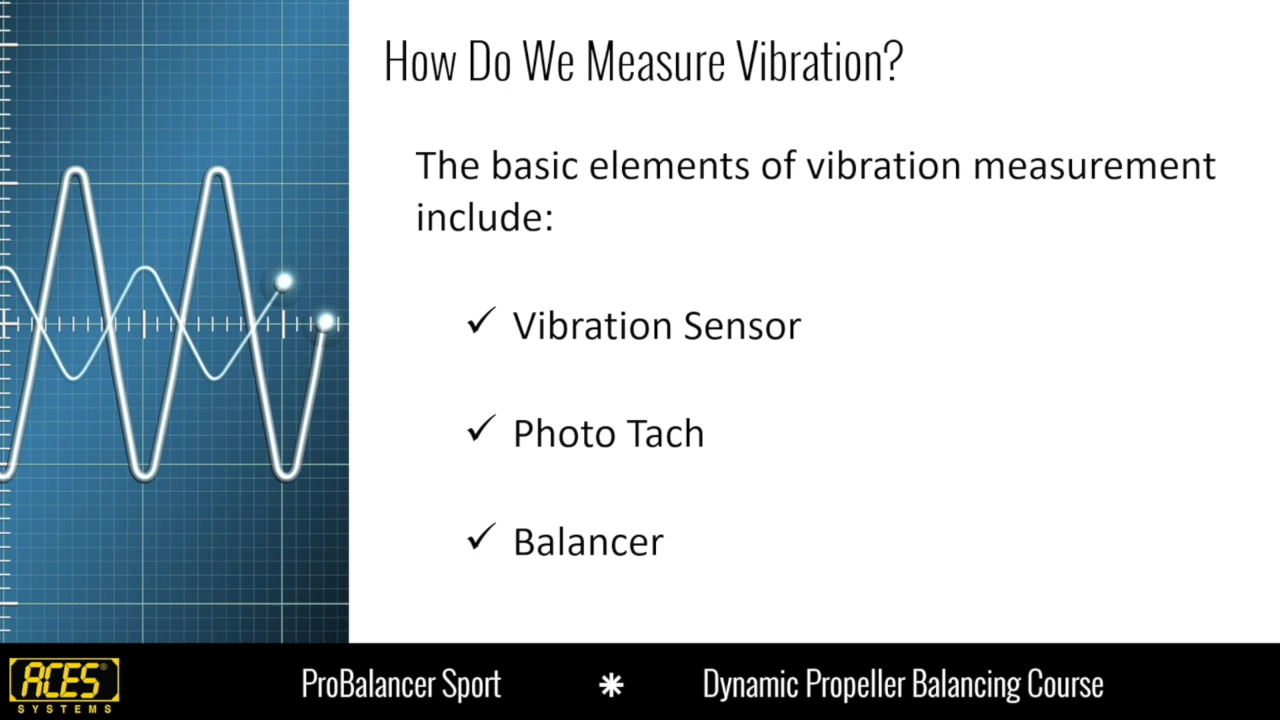 How Do We Measure Vibration?
The basic elements of vibration measurement
include:
✓ Vibration Sensor
✓ Photo Tach
✓ Balancer
ACES®
SYSTEMS
ProBalancer Sport * Dynamic Propeller Balancing Course